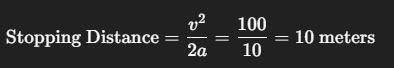 Stopping Distance = v²/2a = 100/10 = 10 meters